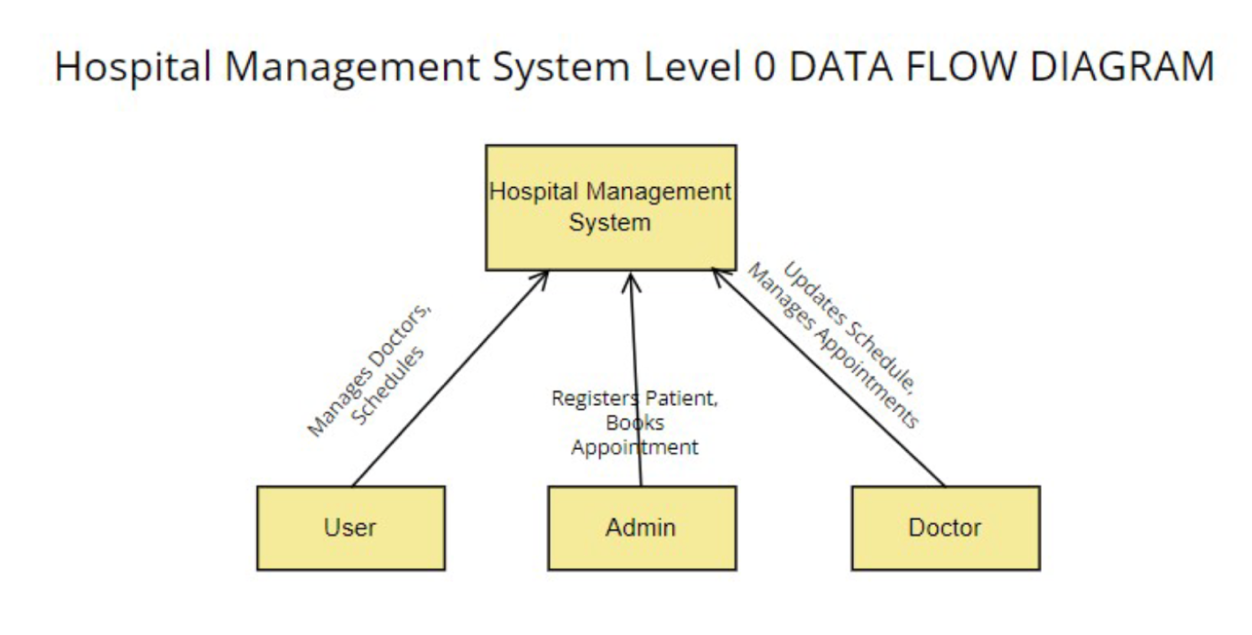 Hospital Management System Level 0 DATA FLOW DIAGRAM
Hospital Management
System
Manages Doctors,
Schedules
Registers Patient,
Books
Appointment
Updates Schedule,
Manages Appointments
User
Admin
Doctor